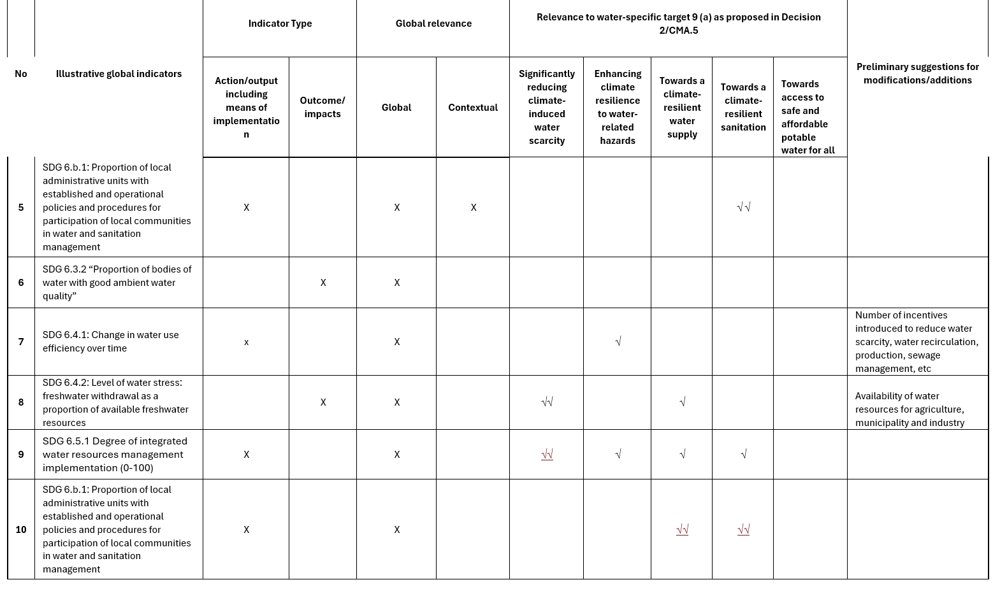 Indicator Type
Global relevance
Relevance to water-specific target 9 (a) as proposed in Decision
2/CMA.5
No
Illustrative global indicators
Action/output
including
means of
implementatio
n
Outcome/
impacts
Global
Contextual
Significantly
reducing
climate-
induced
water
scarcity
Enhancing
climate
resilience
to water-
related
hazards
Towards a
climate-
resilient
water
supply
Towards a
climate-
resilient
sanitation
Towards
access to
safe and
affordable
potable
water for all
Preliminary suggestions for
modifications/additions
5
SDG 6.b.1: Proportion of local
administrative units with
established and operational
policies and procedures for
participation of local communities
in water and sanitation
management
X
X
X
√√
6
SDG 6.3.2 “Proportion of bodies of
water with good ambient water
quality”
X
X
7
SDG 6.4.1: Change in water use
efficiency over time
x
X
√
Number of incentives
introduced to reduce water
scarcity, water recirculation,
production, sewage
management, etc
8
SDG 6.4.2: Level of water stress:
freshwater withdrawal as a
proportion of available freshwater
resources
X
X
√√
√
Availability of water
resources for agriculture,
municipality and industry
9
SDG 6.5.1 Degree of integrated
water resources management
implementation (0-100)
X
X
√√
√
√
√
10
SDG 6.b.1: Proportion of local
administrative units with
established and operational
policies and procedures for
participation of local communities
in water and sanitation
management
X
X
√√
√√